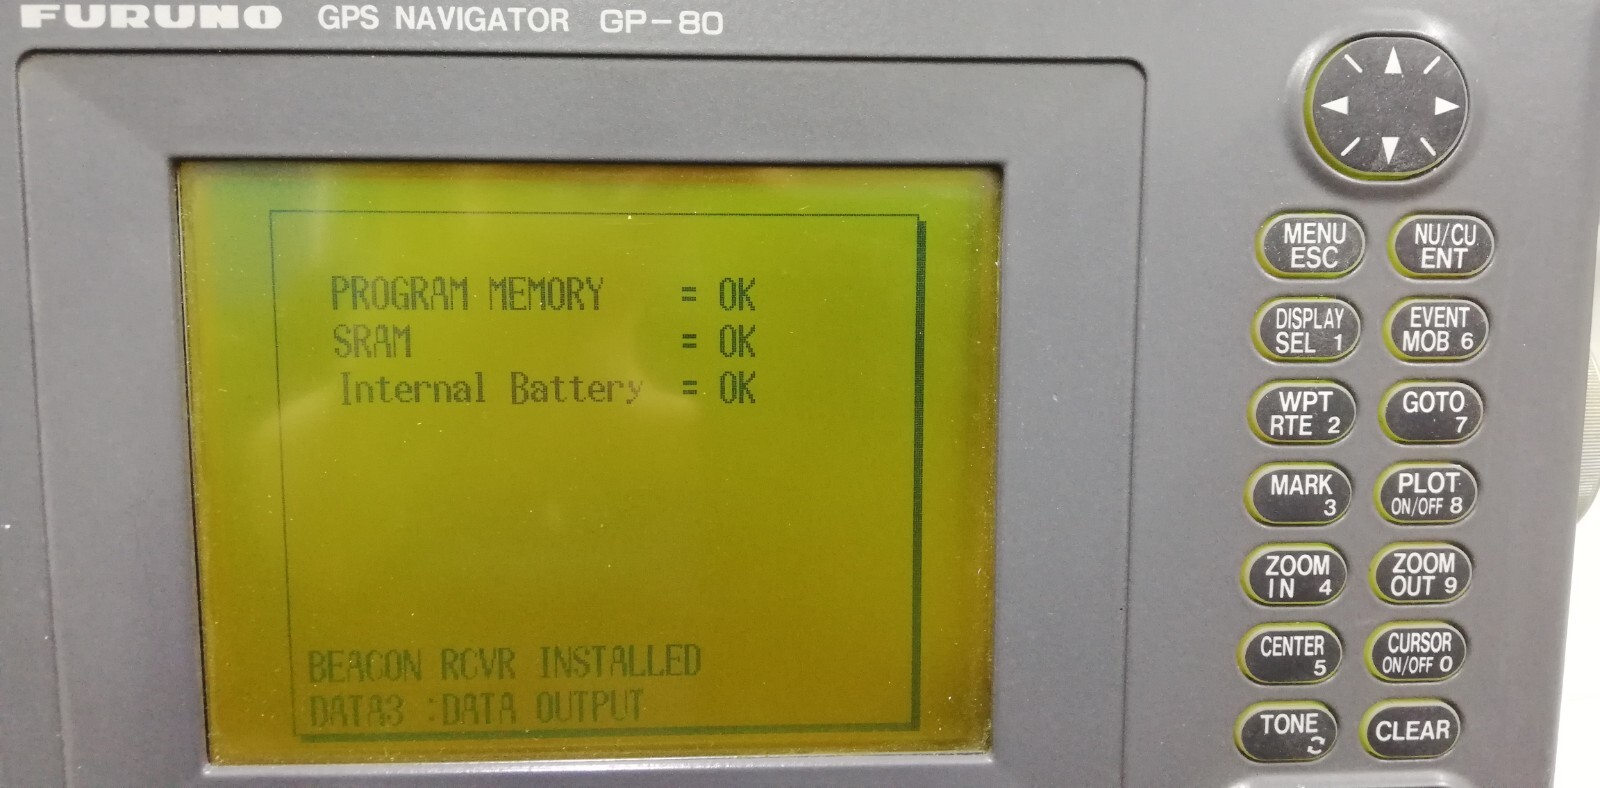 FURUNO GPS NAVIGATOR GP-80
PROGRAM MEMORY = OK
SRAM = OK
Internal Battery = OK
BEACON RCVR INSTALLED
DATA3 :DATA OUTPUT
MENU
ESC
NU/CU
ENT
DISPLAY
SEL 1
EVENT
MOB 6
WPT
RTE 2
GOTO
7
MARK
3
PLOT
ON/OFF 8
ZOOM
IN 4
ZOOM
OUT 9
CENTER
5
CURSOR
ON/OFF 0
TONE
CLEAR